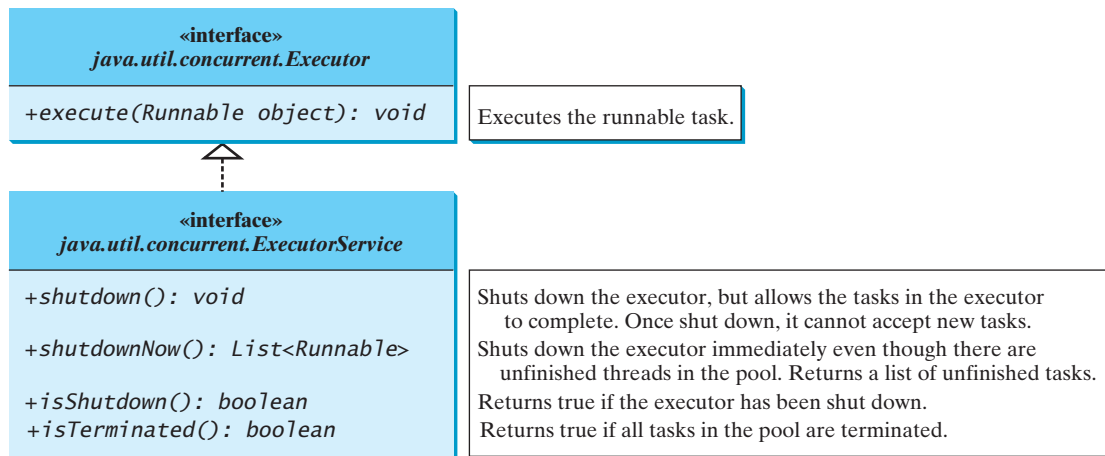 «interface»
java.util.concurrent.Executor
+execute(Runnable object): void
Executes the runnable task.
«interface»
java.util.concurrent.ExecutorService
+shutdown(): void
Shuts down the executor, but allows the tasks in the executor
to complete. Once shut down, it cannot accept new tasks.
+shutdownNow(): List<Runnable>
Shuts down the executor immediately even though there are
unfinished threads in the pool. Returns a list of unfinished tasks.
+isShutdown(): boolean
Returns true if the executor has been shut down.
+isTerminated(): boolean
Returns true if all tasks in the pool are terminated.